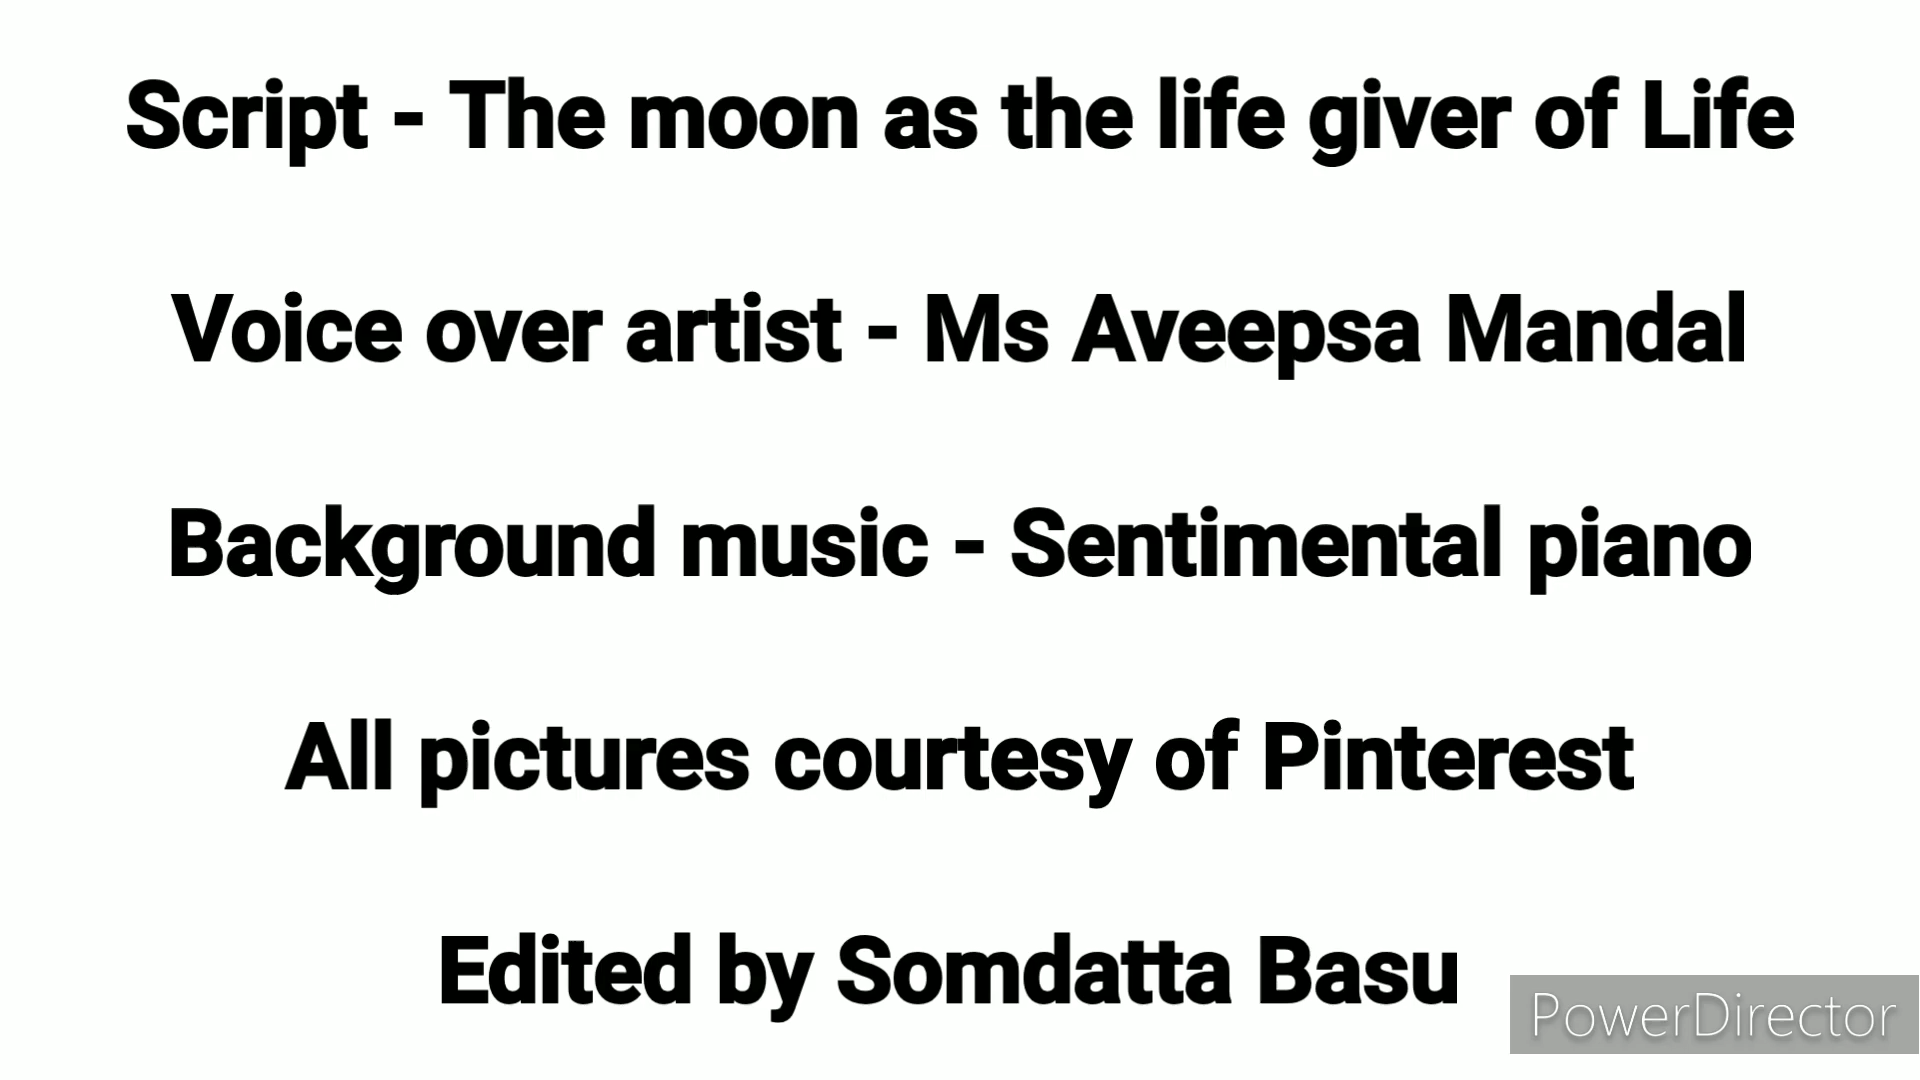 Script - The moon as the life giver of Life
Voice over artist - Ms Aveepsa Mandal
Background music - Sentimental piano
All pictures courtesy of Pinterest
Edited by Somdatta Basu
PowerDirector